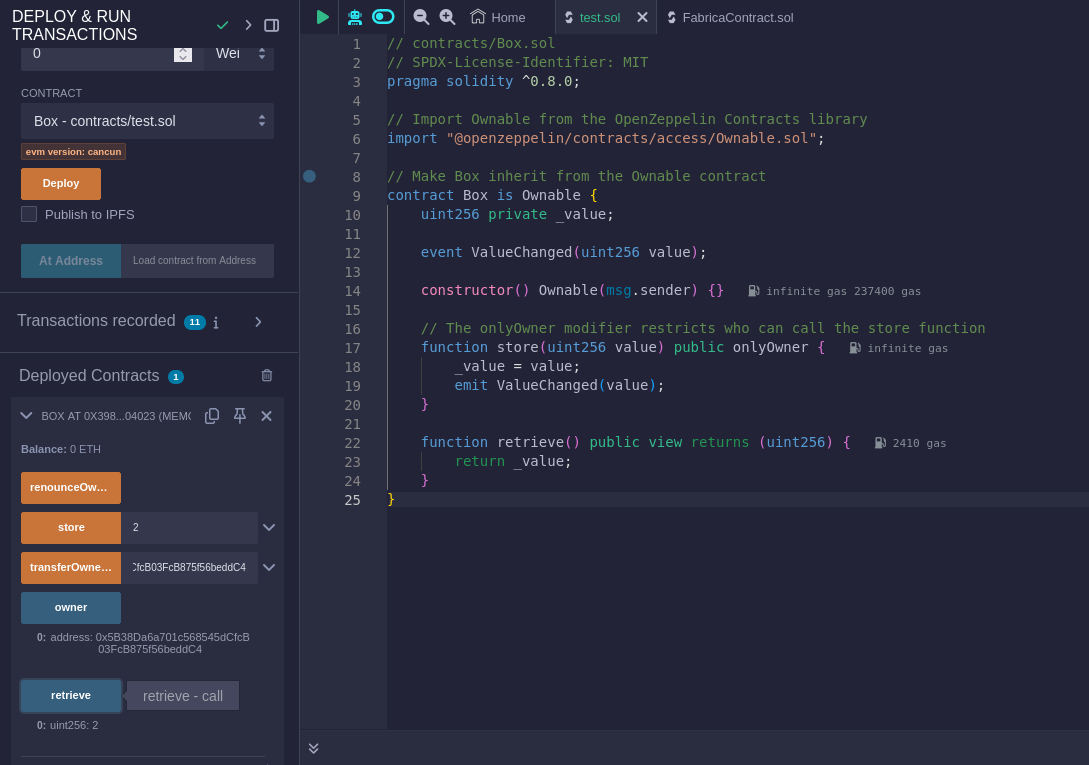 DEPLOY & RUN
TRANSACTIONS
0
Wei
CONTRACT
Box - contracts/test.sol
evm version: cancun
Deploy
Publish to IPFS
At Address
Load contract from Address
Transactions recorded 11 i
Deployed Contracts 1
BOX AT 0X398...04023 (MEMO
Balance: 0 ETH
renounceOw...
store
2
transferOwne...
CfcB03FcB875f56beddC4
owner
0: address: 0x5B38Da6a701c568545dCfcB
03FcB875f56beddC4
retrieve
retrieve - call
0: uint256: 2
Home
test.sol
FabricaContract.sol
1 // contracts/Box.sol
2 // SPDX-License-Identifier: MIT
3 pragma solidity ^0.8.0;
4
5 // Import Ownable from the OpenZeppelin Contracts library
6 import "@openzeppelin/contracts/access/Ownable.sol";
7
8 // Make Box inherit from the Ownable contract
9 contract Box is Ownable {
10 uint256 private _value;
11
12 event ValueChanged(uint256 value);
13
14 constructor() Ownable(msg.sender) {} infinite gas 237400 gas
15
16 // The onlyOwner modifier restricts who can call the store function
17 function store(uint256 value) public onlyOwner { infinite gas
18 _value = value;
19 emit ValueChanged(value);
20 }
21
22 function retrieve() public view returns (uint256) { 2410 gas
23 return _value;
24 }
25 }